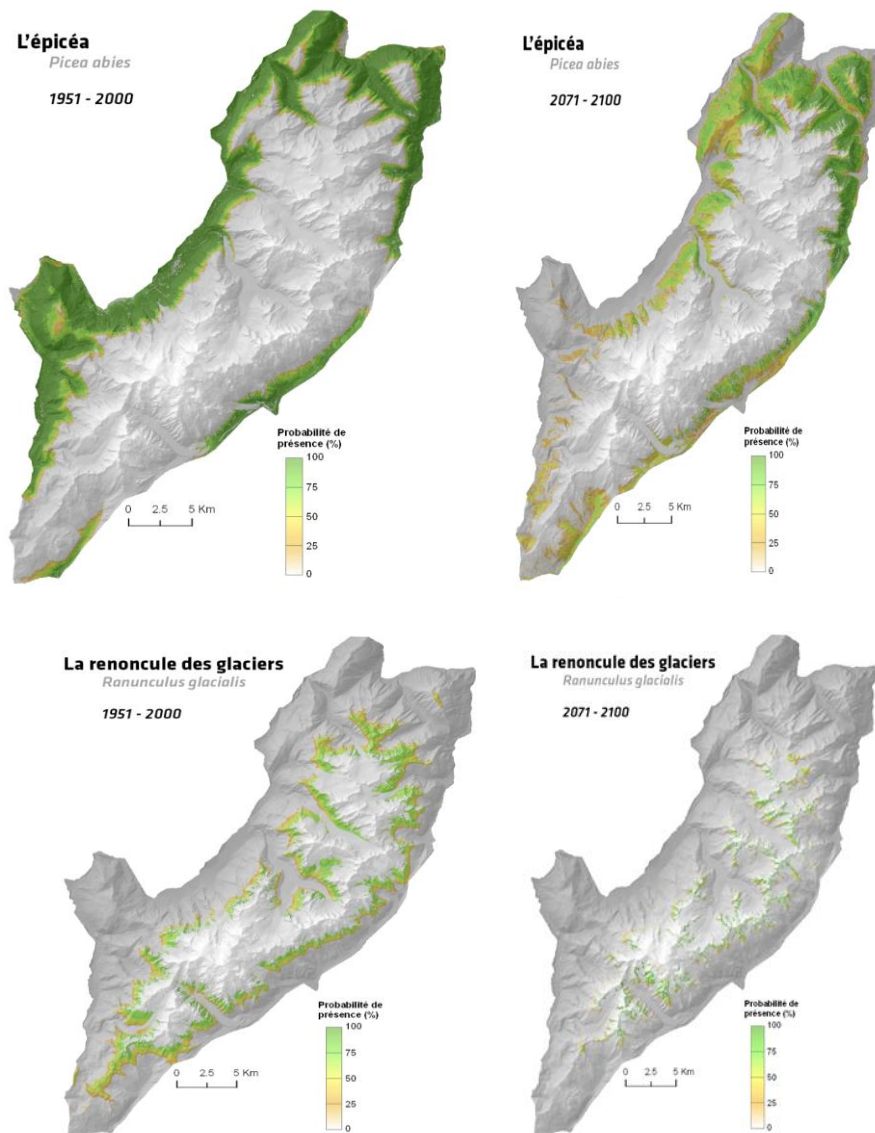 L'épicéa
Picea abies
1951 - 2000
Probabilité de
présence (%)
100
75
50
25
0
0 2.5 5 Km
L'épicéa
Picea abies
2071 - 2100
Probabilité de
présence (%)
100
75
50
25
0
0 2.5 5 Km
La renoncule des glaciers
Ranunculus glacialis
1951 - 2000
Probabilité de
présence (%)
100
75
50
25
0
0 2.5 5 Km
La renoncule des glaciers
Ranunculus glacialis
2071 - 2100
Probabilité de
présence (%)
100
75
50
25
0
0 2.5 5 Km